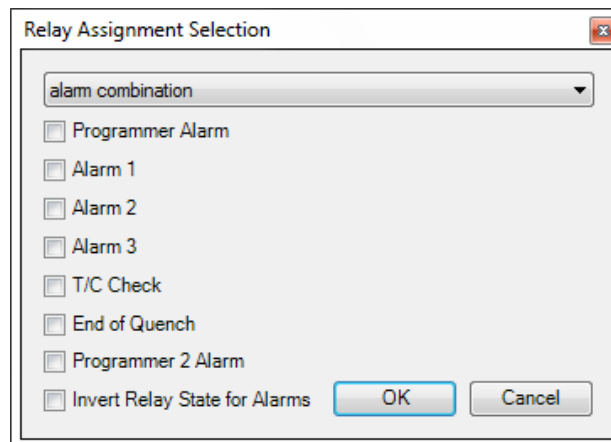 Relay Assignment Selection
alarm combination
Programmer Alarm
Alarm 1
Alarm 2
Alarm 3
T/C Check
End of Quench
Programmer 2 Alarm
Invert Relay State for Alarms OK Cancel